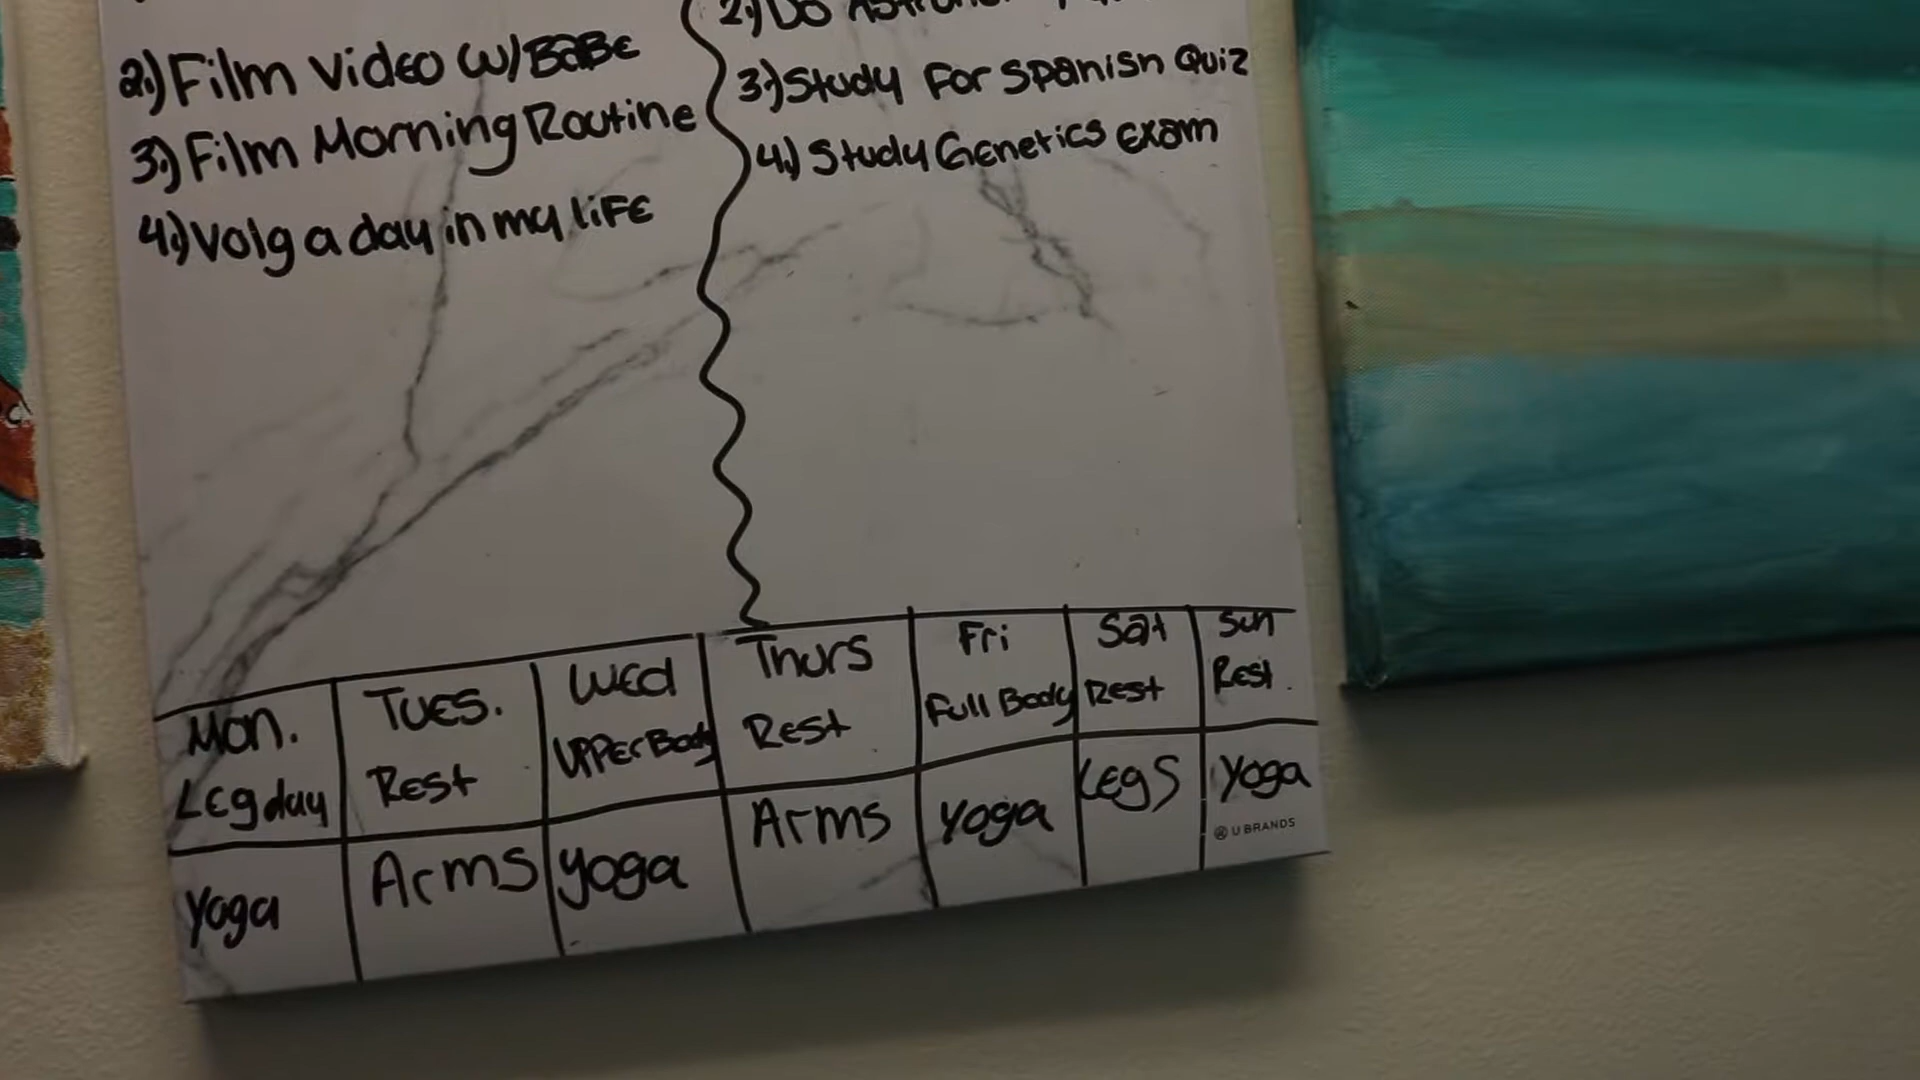 2.) Film video w/BaBE
3.) Film Morning Routine
4.) Volg a day in my life
2.) Do
3.) Study For Spanish Quiz
4.) Study Genetics Exam
Mon. Tues. Wed Thurs Fri Sat Sun
Leg day Rest Upper Body Rest Full Body Rest Rest.
Yoga Arms Yoga Arms Yoga Legs Yoga
U BRANDS